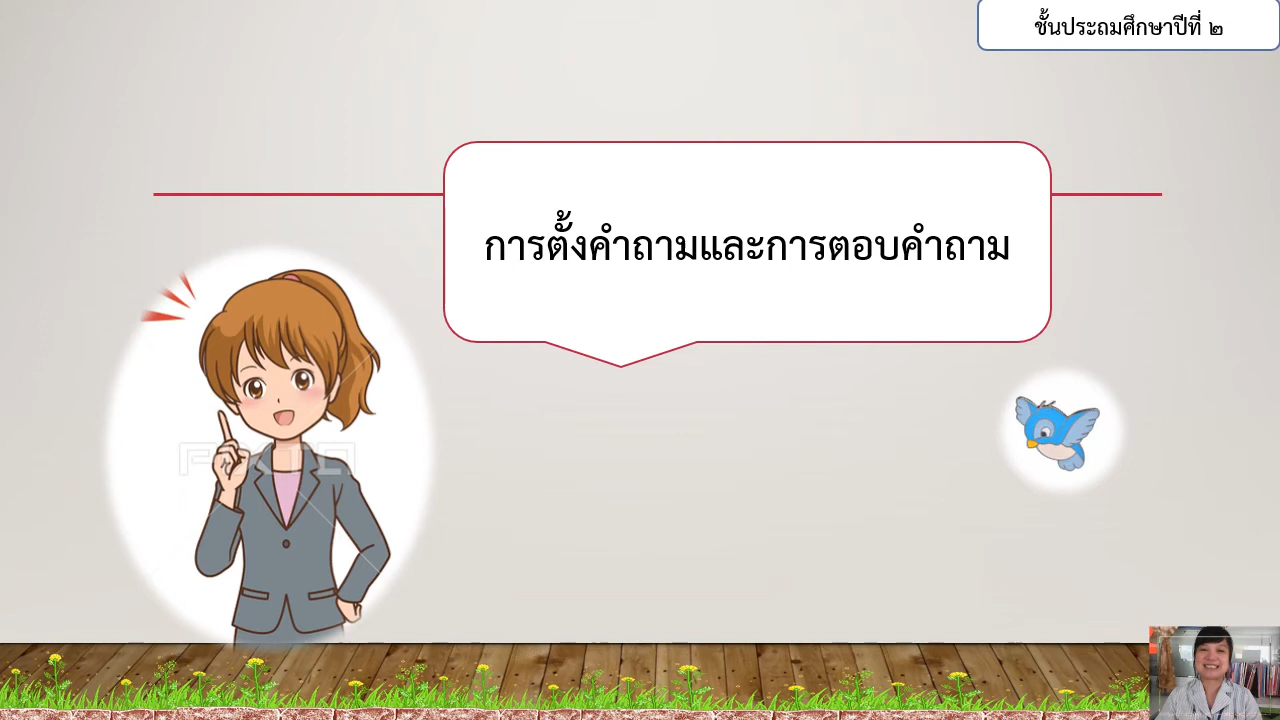 ชั้นประถมศึกษาปีที่ ๒
การตั้งคำถามและการตอบคำถาม